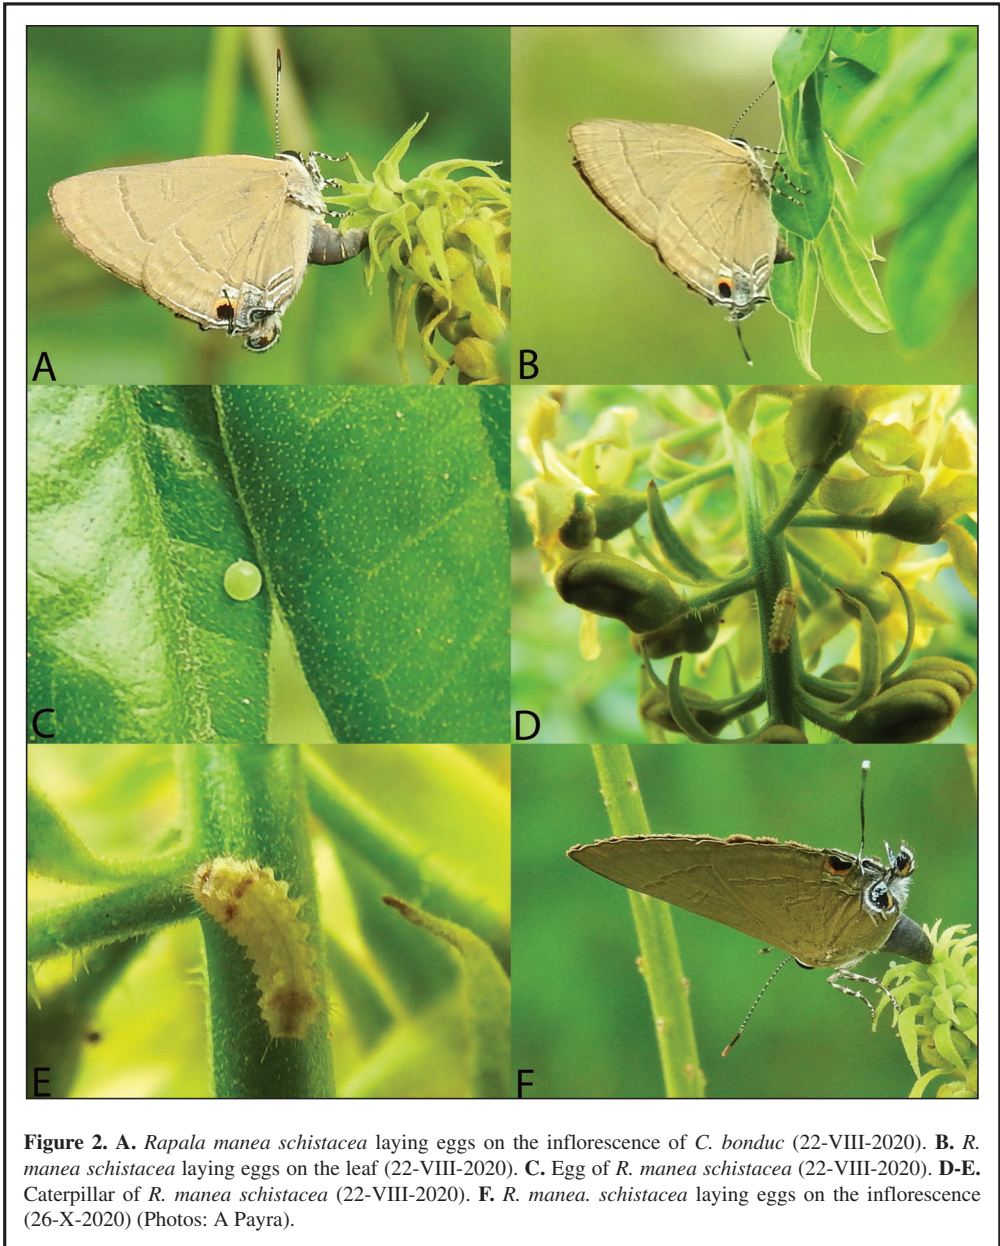 A
B
C
D
E
F
Figure 2. A. Rapala manea schistacea laying eggs on the inflorescence of C. bonduc (22-VIII-2020). B. R.
manea schistacea laying eggs on the leaf (22-VIII-2020). C. Egg of R. manea schistacea (22-VIII-2020). D-E.
Caterpillar of R. manea schistacea (22-VIII-2020). F. R. manea. schistacea laying eggs on the inflorescence
(26-X-2020) (Photos: A Payra).